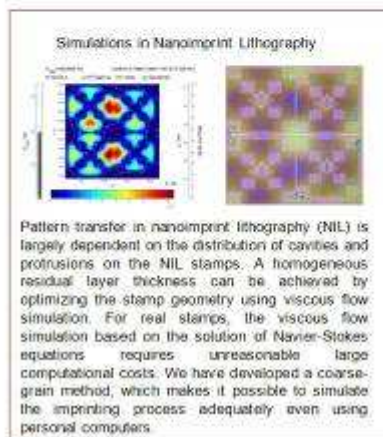 Simulations in Nanoimprint Lithography
Pattern transfer in nanoimprint lithography (NIL) is
largely dependent on the distribution of cavities and
protrusions on the NIL stamps. A homogeneous
residual layer thickness can be achieved by
optimizing the stamp geometry using viscous flow
simulation. For real stamps, the viscous flow
simulation based on the solution of Navier-Stokes
equations requires unreasonable large
computational costs. We have developed a coarse-
grain method, which makes it possible to simulate
the imprinting process adequately even using
personal computers